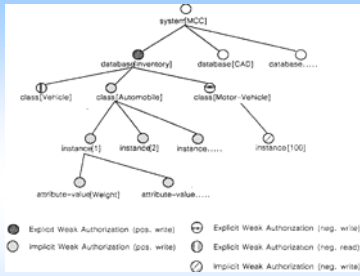 system[MCC]
database[Inventory] database[CAD] database......
class[Vehicle] class[Automobile] class[Motor-Vehicle]
instance[1] instance[2] instance...... instance[100]
attribute-value[Weight] attribute-value......
Explicit Weak Authorization (pos. write) Explicit Weak Authorization (neg. write)
Implicit Weak Authorization (pos. write) Explicit Weak Authorization (neg. read)
Implicit Weak Authorization (neg. write)